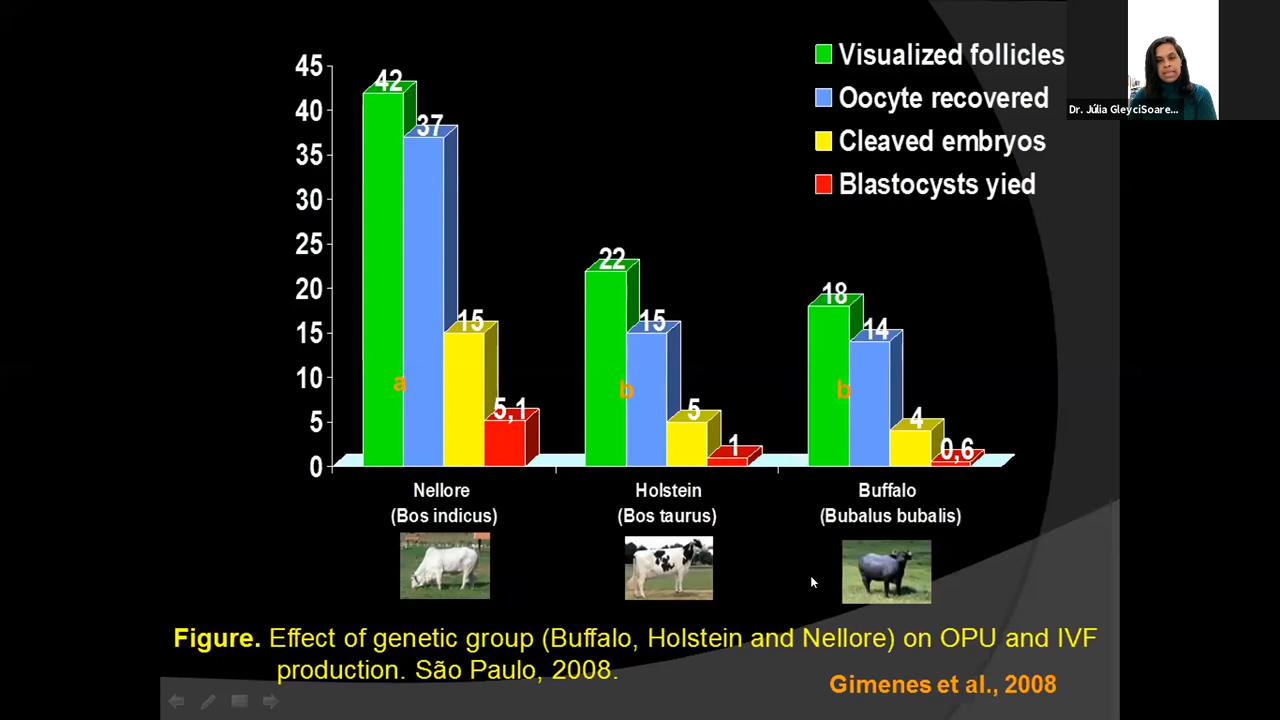 Visualized follicles
Oocyte recovered
Cleaved embryos
Blastocysts yied
Dr. Júlia GleyciSoare...
45
40
35
30
25
20
15
10
5
0
42
37
15
5,1
a
22
15
5
1
b
18
14
4
0,6
b
Nellore
(Bos indicus)
Holstein
(Bos taurus)
Buffalo
(Bubalus bubalis)
Figure. Effect of genetic group (Buffalo, Holstein and Nellore) on OPU and IVF
production. São Paulo, 2008.
Gimenes et al., 2008